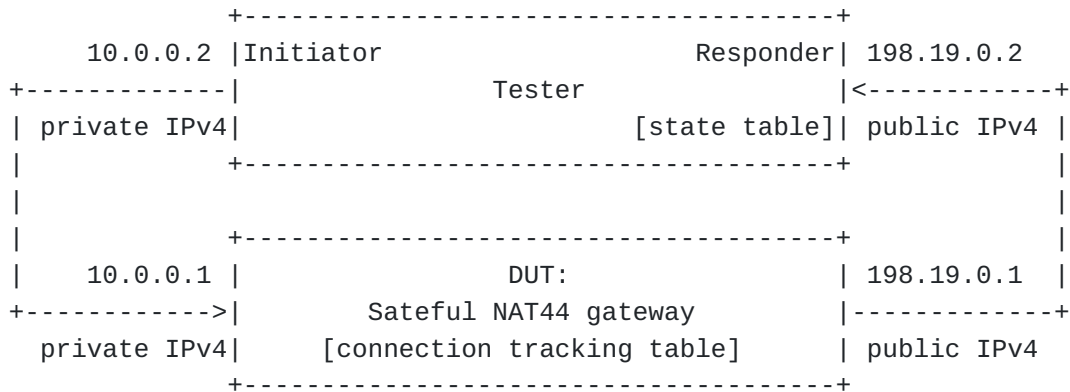 10.0.0.2 |Initiator Responder| 198.19.0.2
Tester
private IPv4| [state table]| public IPv4
10.0.0.1 | DUT: | 198.19.0.1
Sateful NAT44 gateway
private IPv4| [connection tracking table] | public IPv4